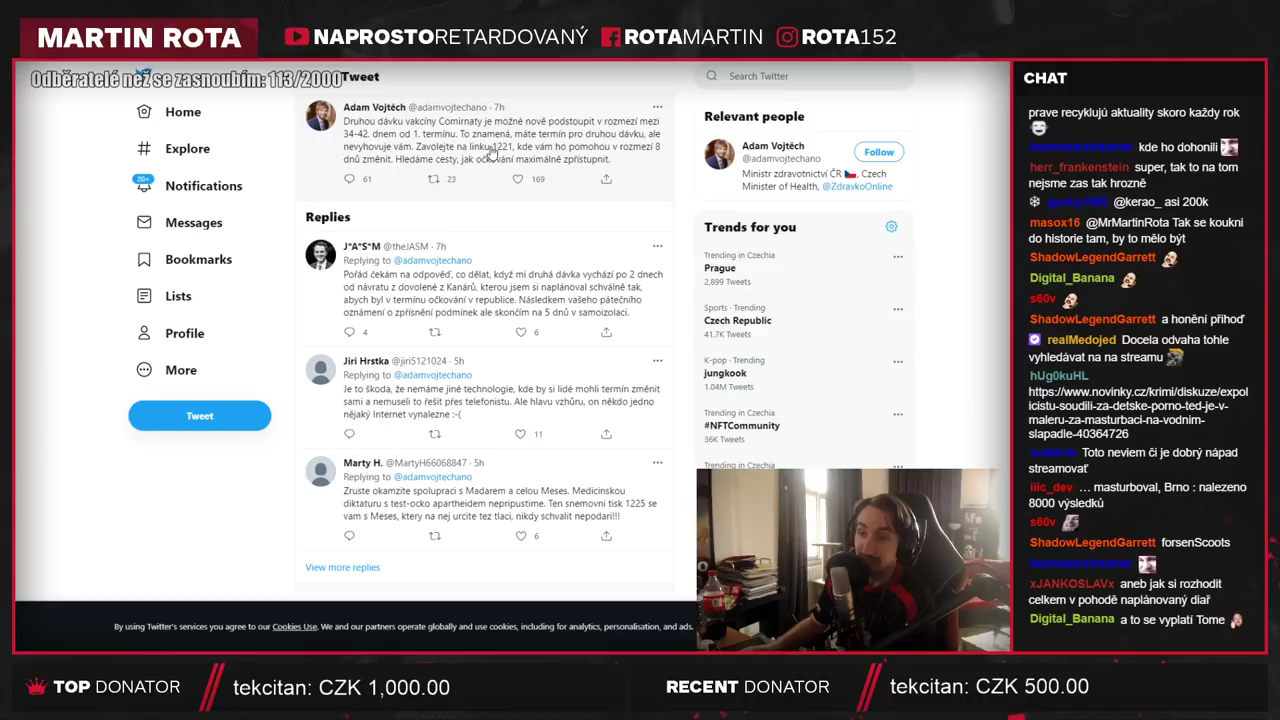 MARTIN ROTA
NAPROSTORETARDOVANÝ
ROTAMARTIN
ROTA152
Odběratelé než se zasnoubím: 113/2000
Tweet
Home
Explore
20+
Notifications
Messages
Bookmarks
Lists
Profile
More
Tweet
Adam Vojtěch @adamvojtechano · 7h
Druhou dávku vakcíny Comirnaty je možné nově podstoupit v rozmezí mezi
34-42. dnem od 1. termínu. To znamená, máte termín pro druhou dávku, ale
nevyhovuje vám. Zavolejte na linku 1221, kde vám ho pomohou v rozmezí 8
dnů změnit. Hledáme cesty, jak očkování maximálně zpřístupnit.
61 23 169
Replies
J*A*S*M @theJASM · 7h
Replying to @adamvojtechano
Pořád čekám na odpověď, co dělat, když mi druhá dávka vychází po 2 dnech
od návratu z dovolené z Kanárů, kterou jsem si naplánoval schválně tak,
abych byl v termínu očkování v republice. Následkem vašeho pátečního
oznámení o zpřísnění podmínek ale skončím na 5 dnů v samoizolaci.
4 6
Jiri Hrstka @jiri5121024 · 5h
Replying to @adamvojtechano
Je to škoda, že nemáme jiné technologie, kde by si lidé mohli termín změnit
sami a nemuseli to řešit přes telefonistu. Ale hlavu vzhůru, on někdo jedno
nějaký Internet vynalezne :-(
11
Marty H. @MartyH66068847 · 5h
Replying to @adamvojtechano
Zruste okamzite spolupraci s Madarem a celou Meses. Medicinskou
diktaturu s test-ocko apartheidem nepripustime. Ten snemovni tisk 1225 se
vam s Meses, ktery na nej urcite tez tlaci, nikdy schvalit nepodari!!!
6
View more replies
By using Twitter's services you agree to our Cookies Use. We and our partners operate globally and use cookies, including for analytics, personalisation, and ads.
Search Twitter
Relevant people
Adam Vojtěch
@adamvojtechano
Follow
Ministr zdravotnictví ČR, Czech
Minister of Health, @ZdravkoOnline
Trends for you
Trending in Czechia
Prague
2,899 Tweets
Sports · Trending
Czech Republic
41.7K Tweets
K-pop · Trending
jungkook
1.04M Tweets
Trending in Czechia
#NFTCommunity
36K Tweets
Trending in Czechia
CHAT
prave recyklujú aktuality skoro každy rok
kde ho dohonili
herr_frankenstein super, tak to na tom
nejsme zas tak hrozně
@kerao_ asi 200k
masox16 @MrMartinRota Tak se koukni
do historie tam, by to mělo být
ShadowLegendGarrett
Digital_Banana
s60v
ShadowLegendGarrett a honění přihoď
realMedojed Docela odvaha tohle
vyhledávat na na streamu
hUg0kuHL
https://www.novinky.cz/krimi/diskuze/expol
icistu-soudili-za-detske-porno-ted-je-v-
maleru-za-masturbaci-na-vodnim-
slapadle-40364726
Toto neviem či je dobrý nápad
streamovať
iiic_dev … masturboval, Brno : nalezeno
8000 výsledků
s60v
ShadowLegendGarrett forsenScoots
xJANKOSLAVx aneb jak si rozhodit
celkem v pohodě naplánovaný diař
Digital_Banana a to se vyplatí Tome
TOP DONATOR
tekcitan: CZK 1,000.00
RECENT DONATOR
tekcitan: CZK 500.00